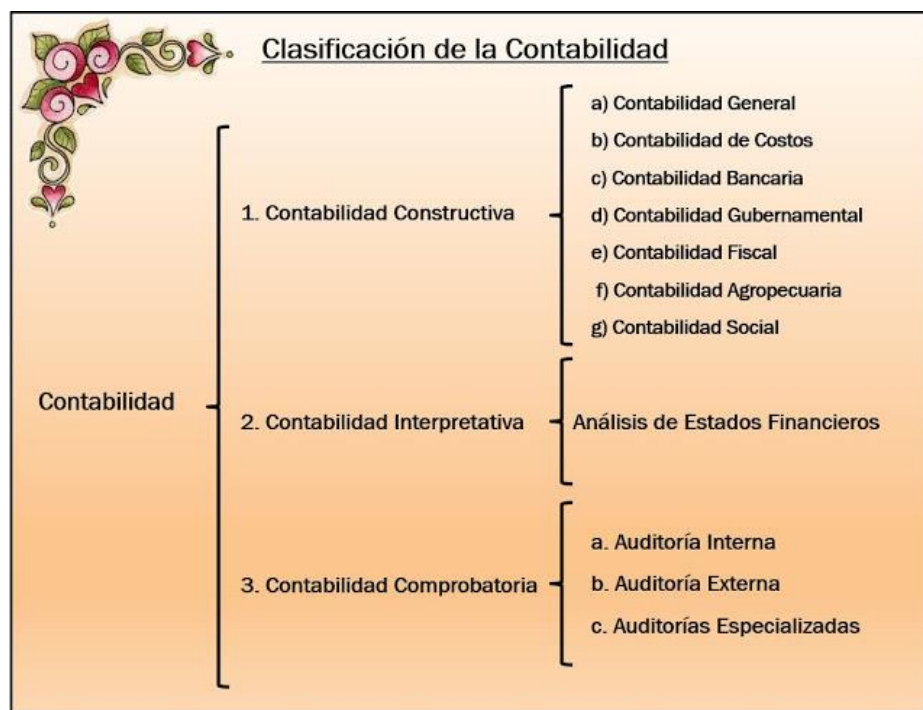 Clasificación de la Contabilidad
a) Contabilidad General
b) Contabilidad de Costos
c) Contabilidad Bancaria
1. Contabilidad Constructiva
d) Contabilidad Gubernamental
e) Contabilidad Fiscal
f) Contabilidad Agropecuaria
g) Contabilidad Social
Contabilidad
2. Contabilidad Interpretativa
Análisis de Estados Financieros
3. Contabilidad Comprobatoria
a. Auditoría Interna
b. Auditoría Externa
c. Auditorías Especializadas